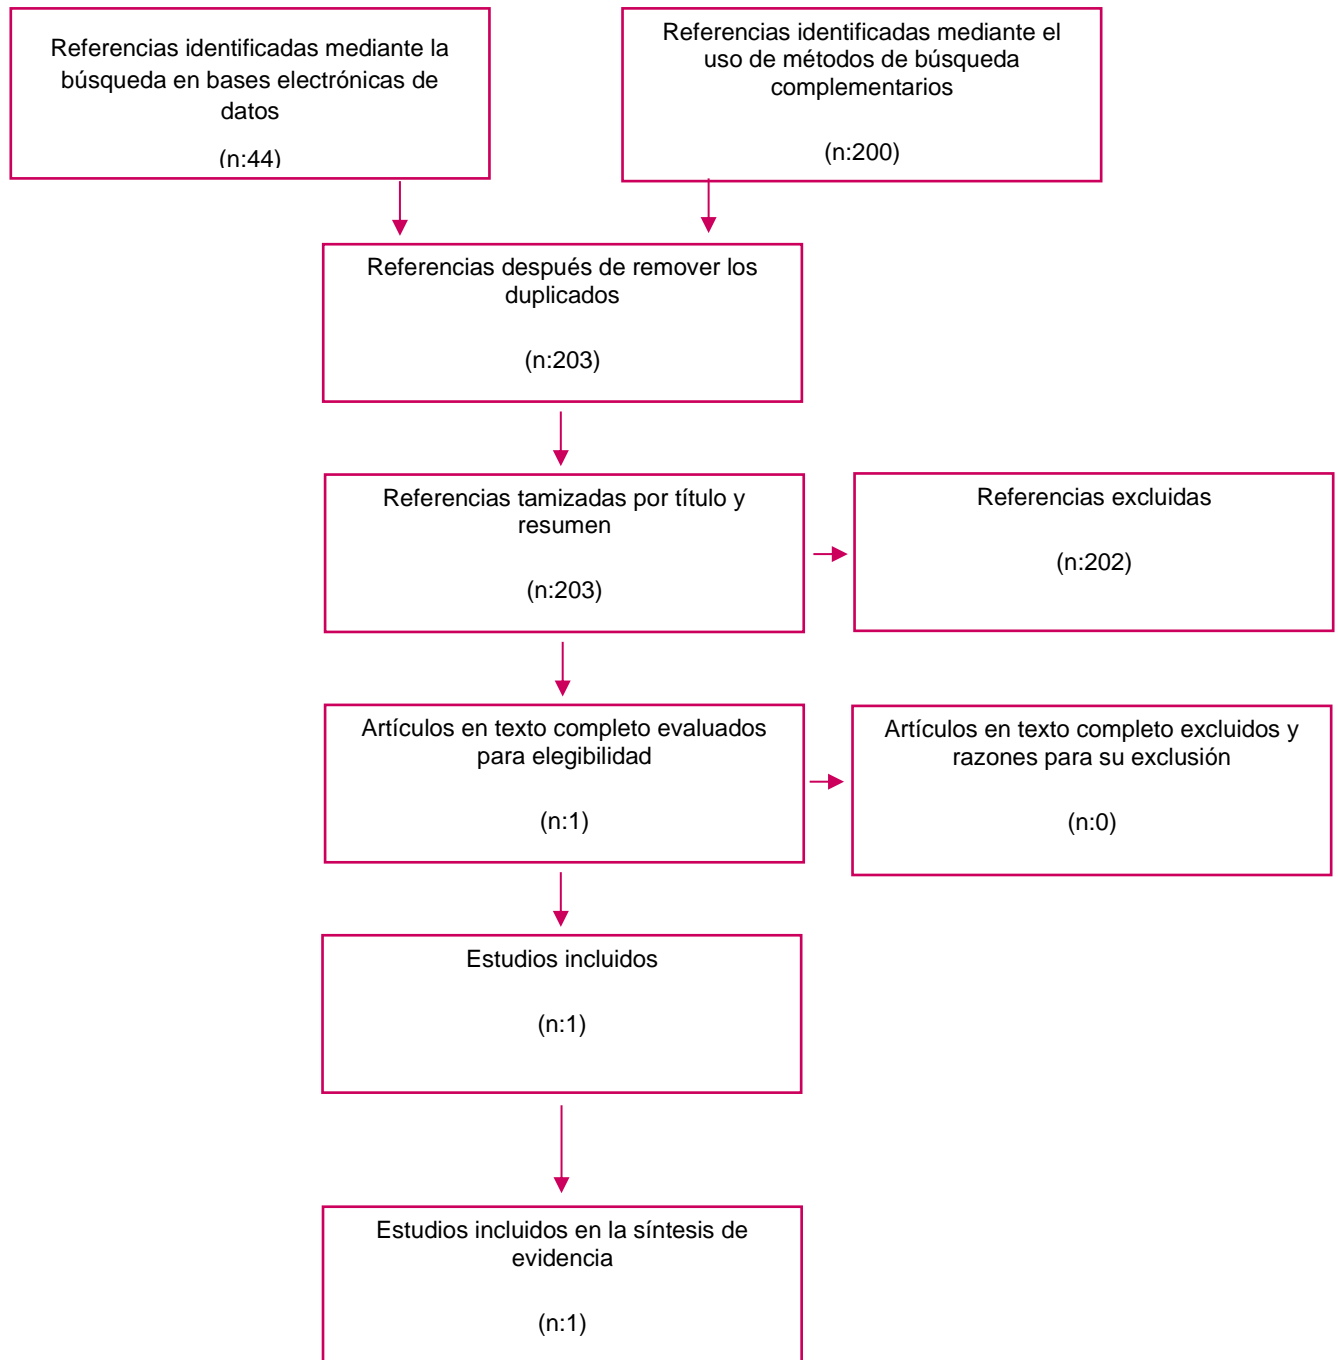 Referencias identificadas mediante la
búsqueda en bases electrónicas de
datos
(n:44)
Referencias identificadas mediante el
uso de métodos de búsqueda
complementarios
(n:200)
Referencias después de remover los
duplicados
(n:203)
Referencias tamizadas por título y
resumen
(n:203)
Referencias excluidas
(n:202)
Artículos en texto completo evaluados
para elegibilidad
(n:1)
Artículos en texto completo excluidos y
razones para su exclusión
(n:0)
Estudios incluidos
(n:1)
Estudios incluidos en la síntesis de
evidencia
(n:1)